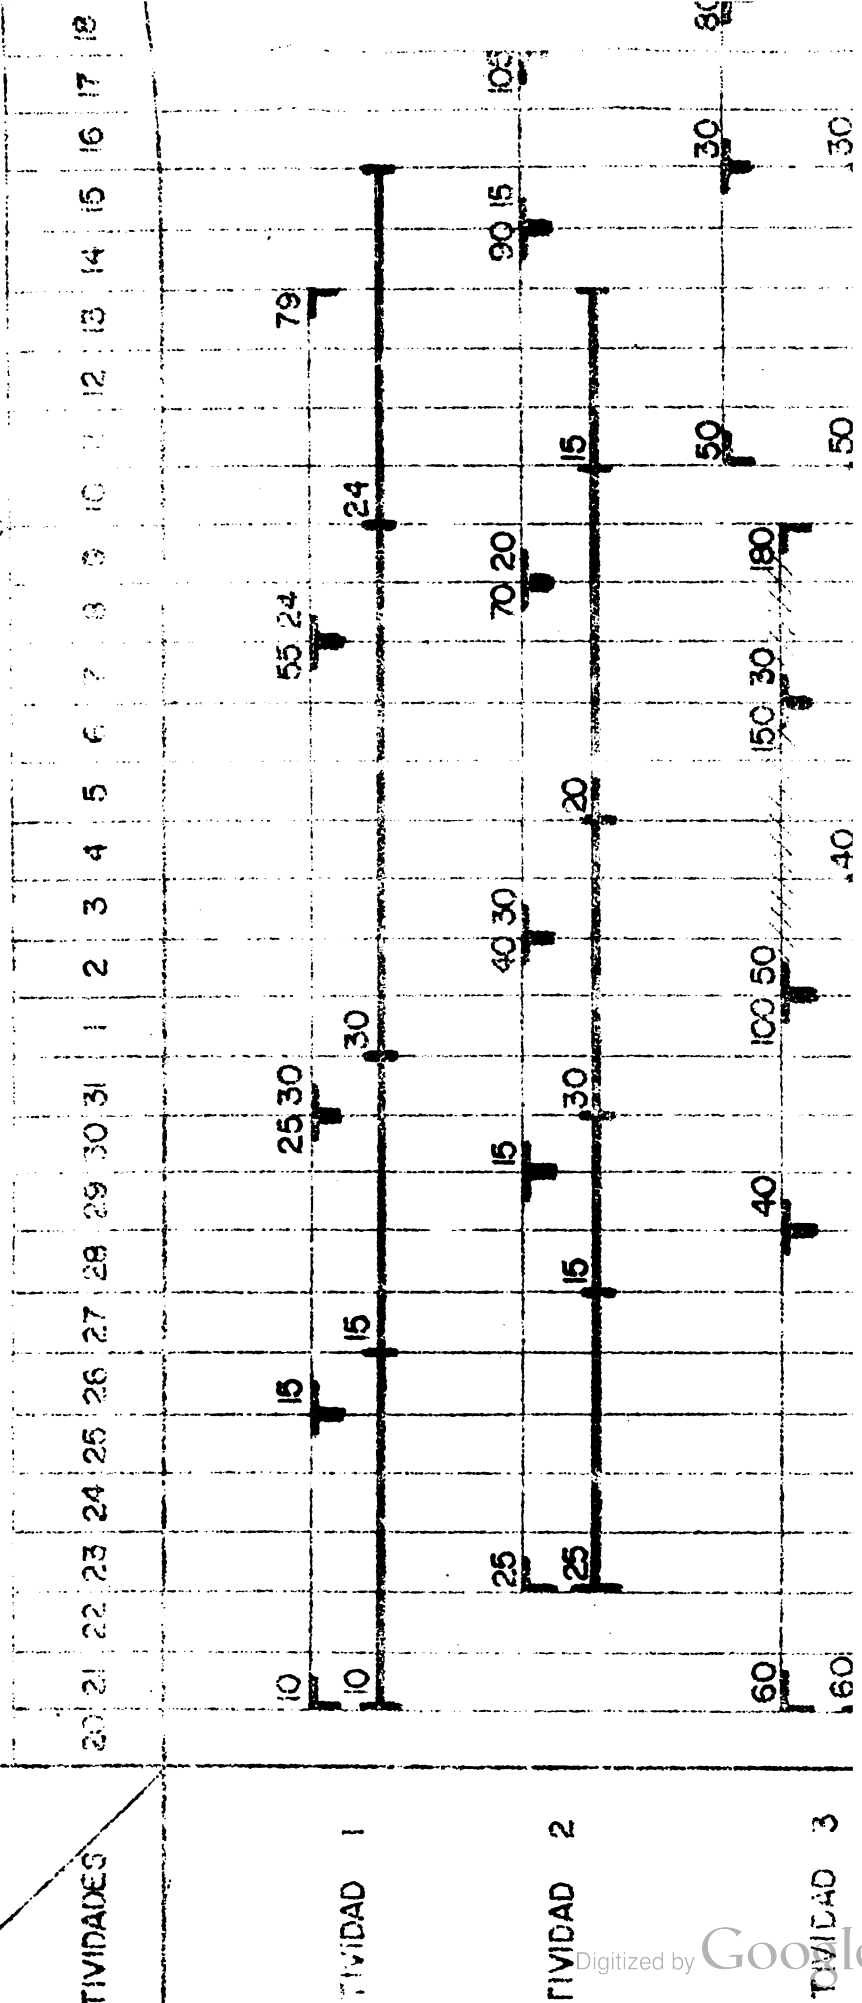 TIVIDADES 20 21 22 23 24 25 26 27 28 29 30 31 1 2 3 4 5 6 7 8 9 10 11 12 13 14 15 16 17 18
10 15 25 30 55 24 79
TIVIDAD 1
10 15 30 24
25 15 40 30 70 20 90 15 105
TIVIDAD 2
25 15 30 20 15
50 30 80
60 40 100 50 150 30 180
TIVIDAD 3
60 40 50 30
Digitized by Google